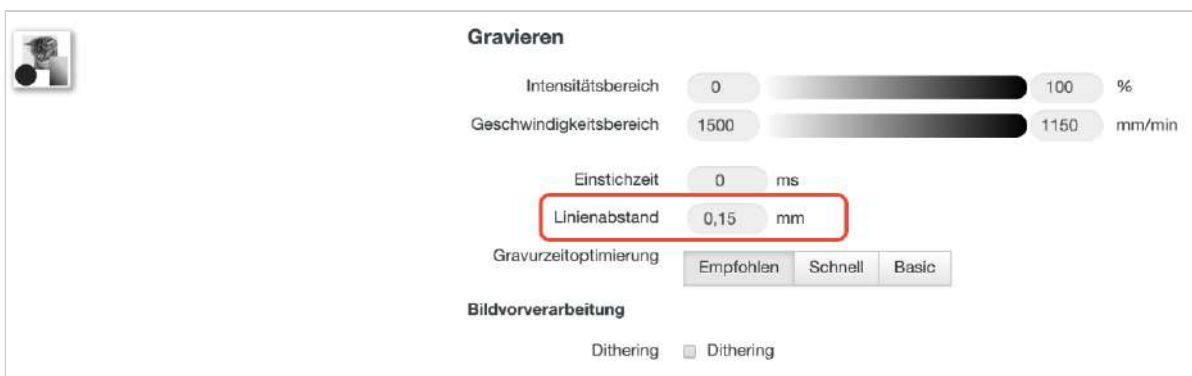 Gravieren
Intensitätsbereich 0 100 %
Geschwindigkeitsbereich 1500 1150 mm/min
Einstichzeit 0 ms
Linienabstand 0,15 mm
Gravurzeitoptimierung Empfohlen Schnell Basic
Bildvorverarbeitung
Dithering Dithering